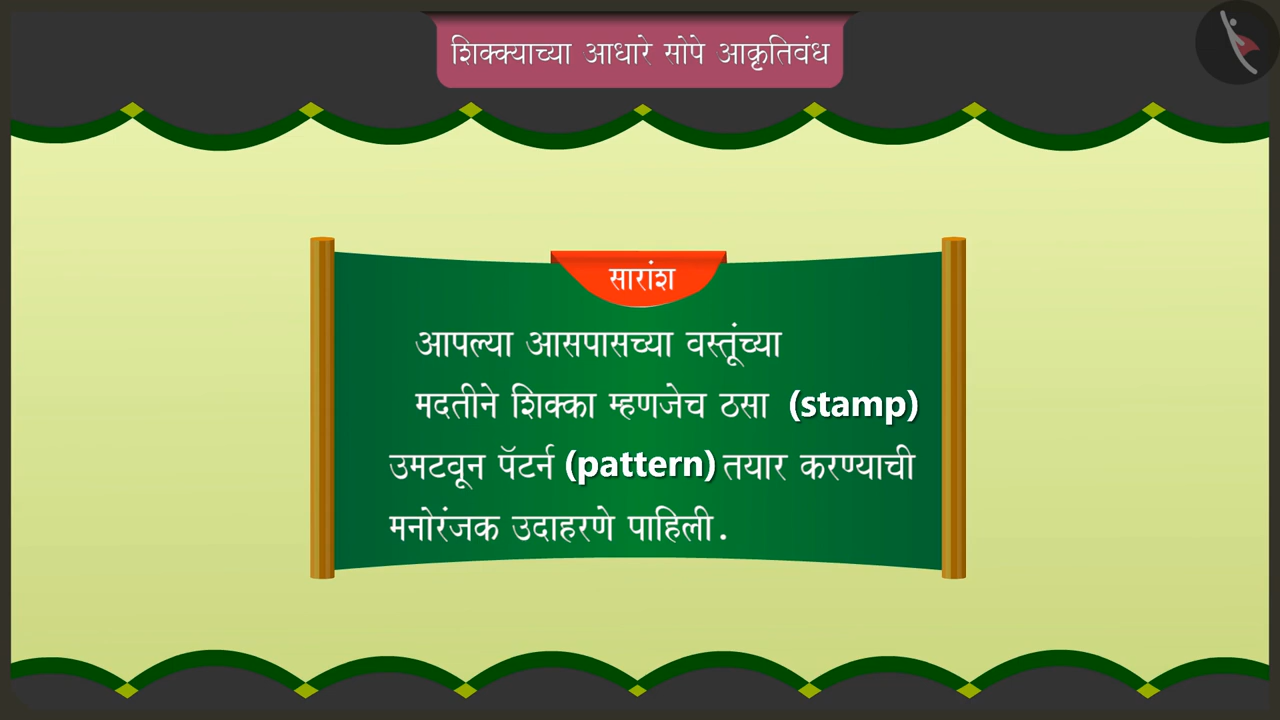 शिक्क्याच्या आधारे सोपे आकृतिबंध
सारांश
आपल्या आसपासच्या वस्तूंच्या
मदतीने शिक्का म्हणजेच ठसा (stamp)
उमटवून पॅटर्न (pattern) तयार करण्याची
मनोरंजक उदाहरणे पाहिली.